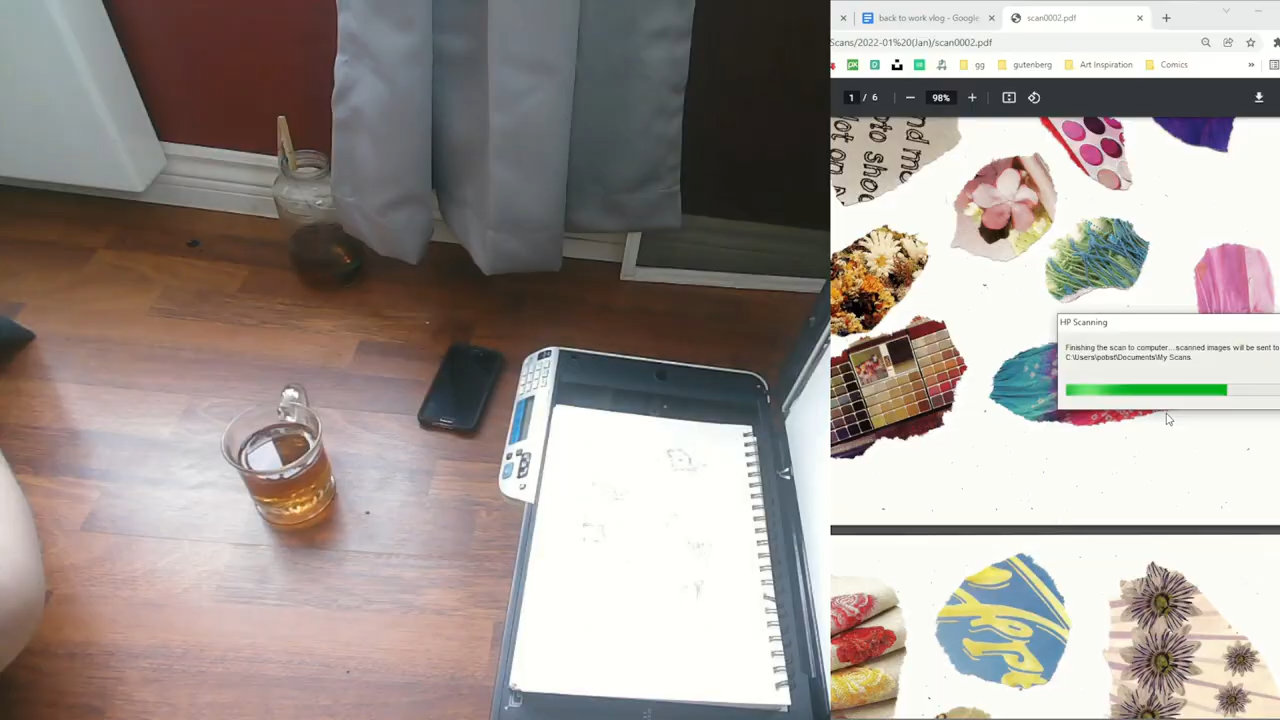 back to work vlog - Google
scan0002.pdf
Scans/2022-01%20(Jan)/scan0002.pdf
gg
gutenberg
Art Inspiration
Comics
»
1 / 6
98%
HP Scanning
Finishing the scan to computer...scanned images will be sent to
C:\Users\pobst\Documents\My Scans.